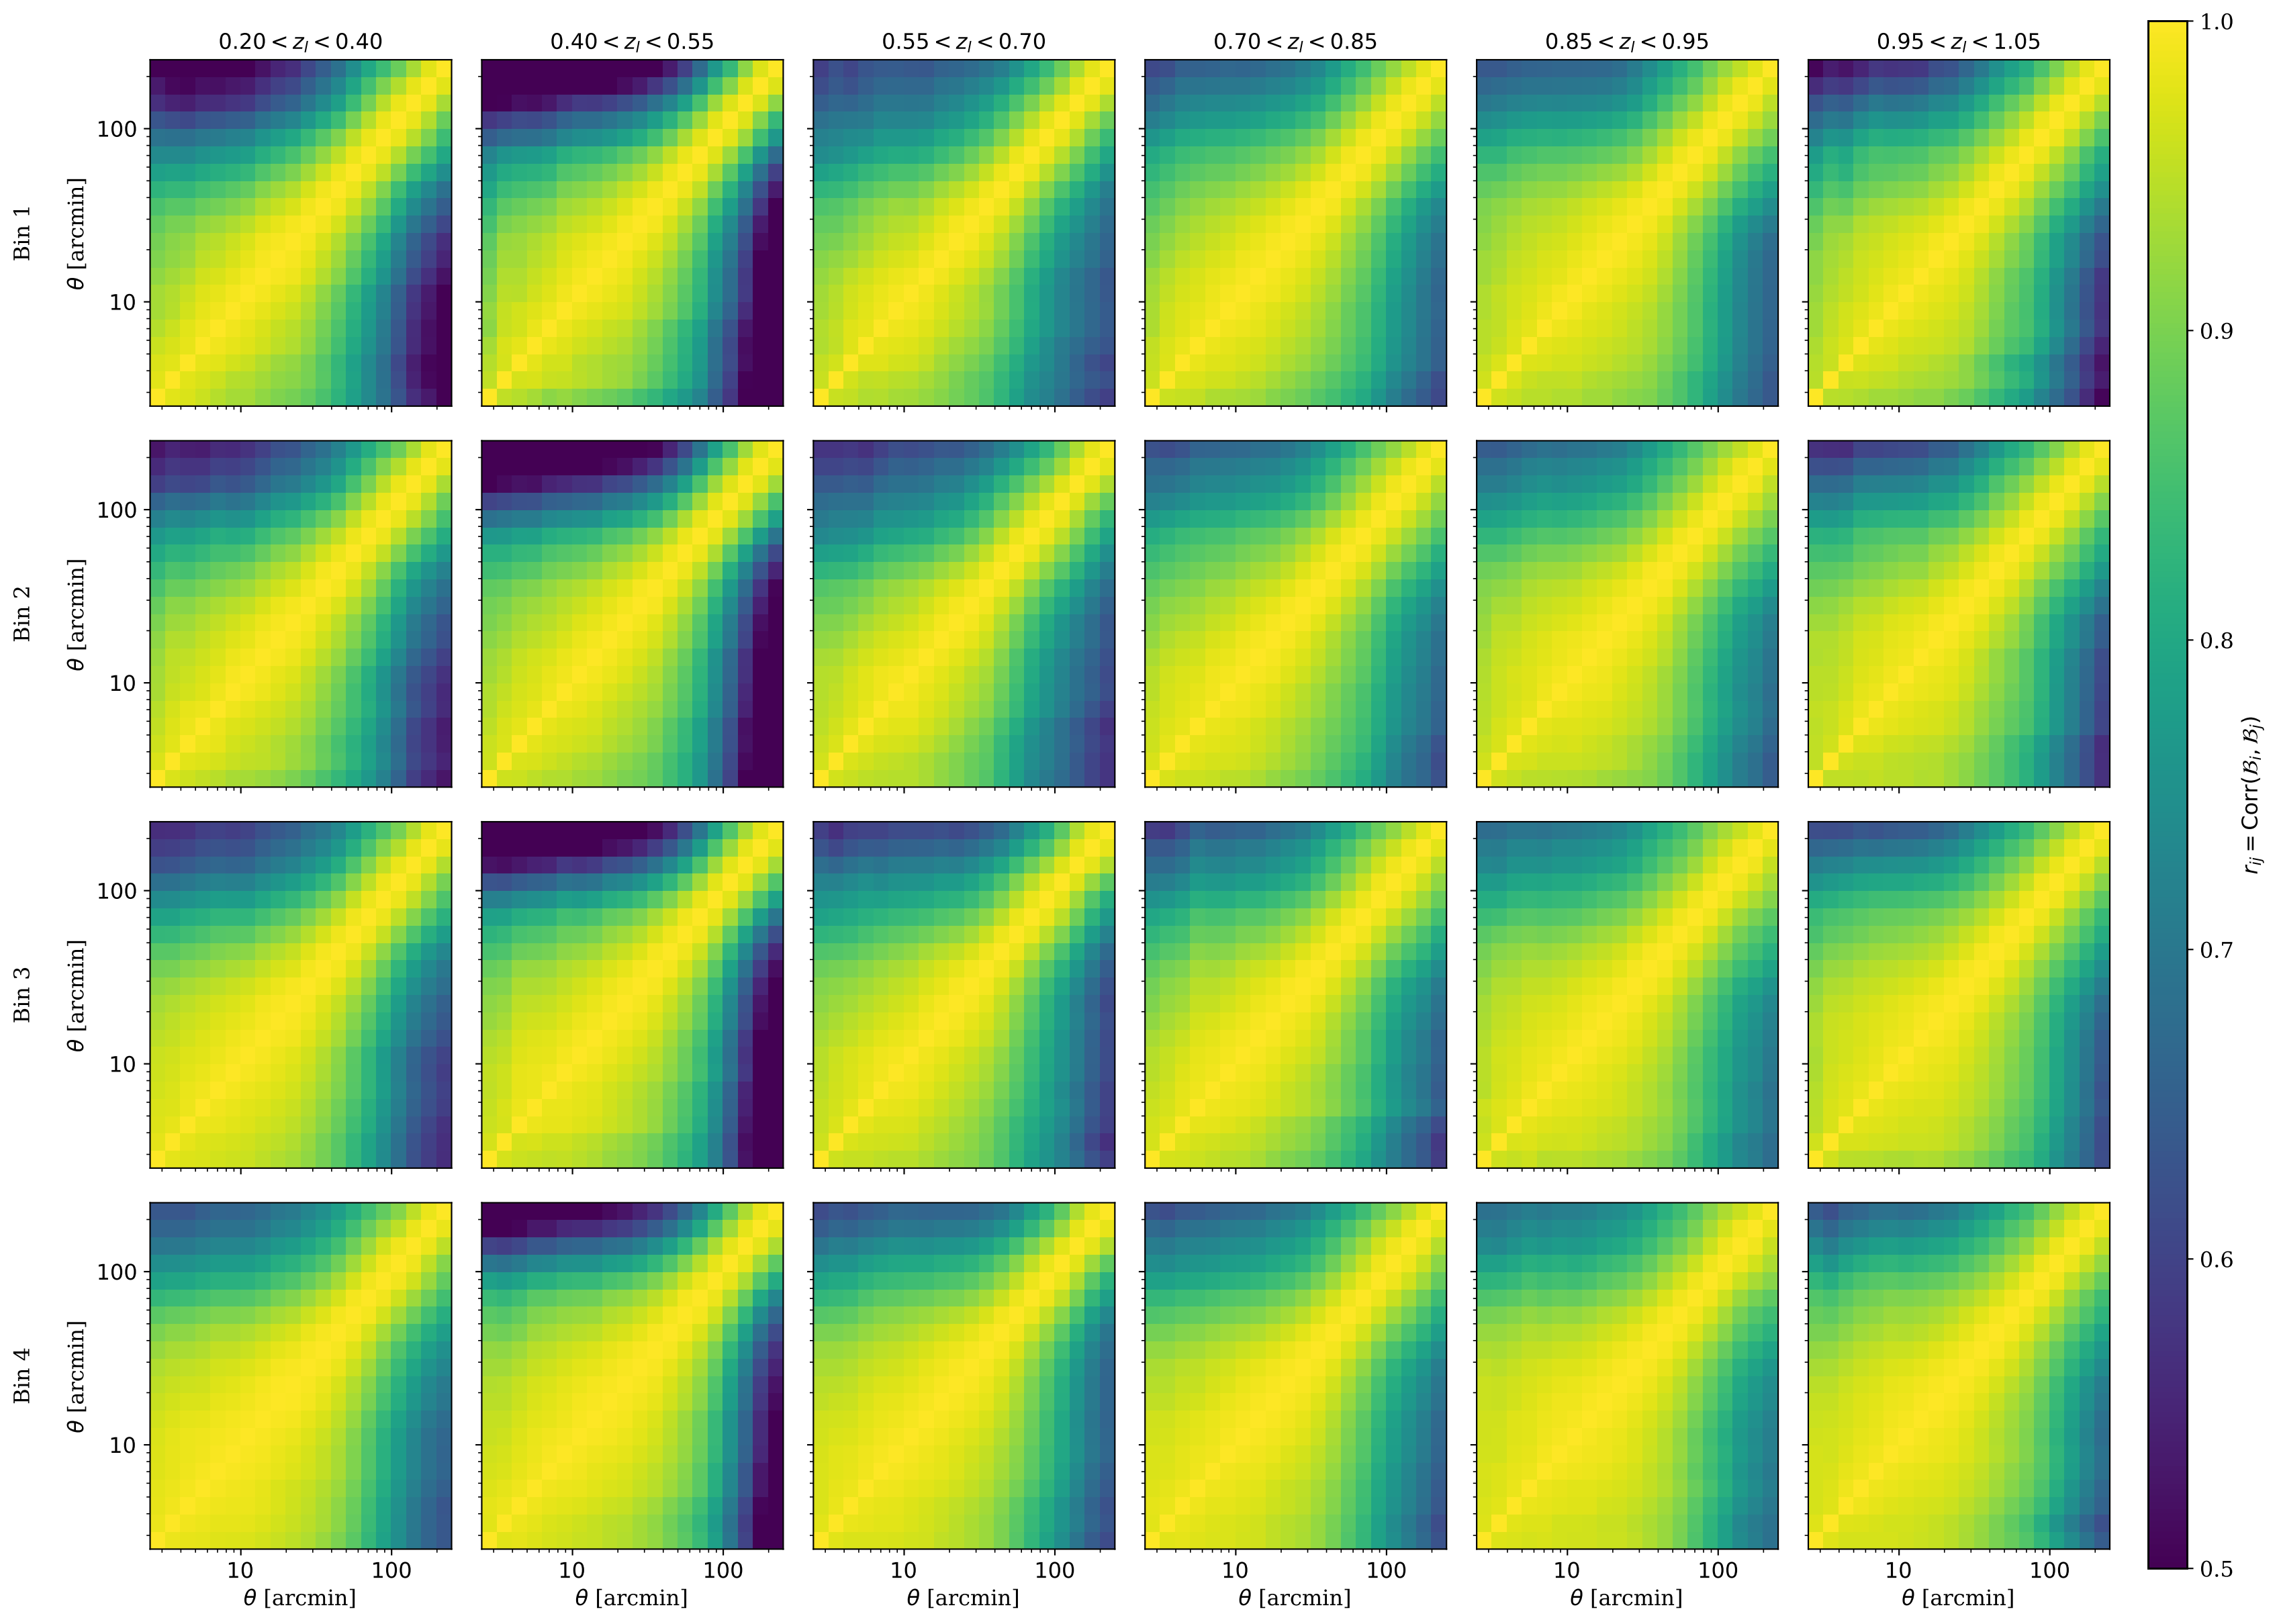 0.20 < z_l < 0.40
0.40 < z_l < 0.55
0.55 < z_l < 0.70
0.70 < z_l < 0.85
0.85 < z_l < 0.95
0.95 < z_l < 1.05
Bin 1
θ [arcmin]
100
10
Bin 2
θ [arcmin]
100
10
Bin 3
θ [arcmin]
100
10
Bin 4
θ [arcmin]
100
10
10 100
θ [arcmin]
10 100
θ [arcmin]
10 100
θ [arcmin]
10 100
θ [arcmin]
10 100
θ [arcmin]
10 100
θ [arcmin]
1.0
0.9
0.8
0.7
0.6
0.5
r_ij = Corr(ℬ_i, ℬ_j)